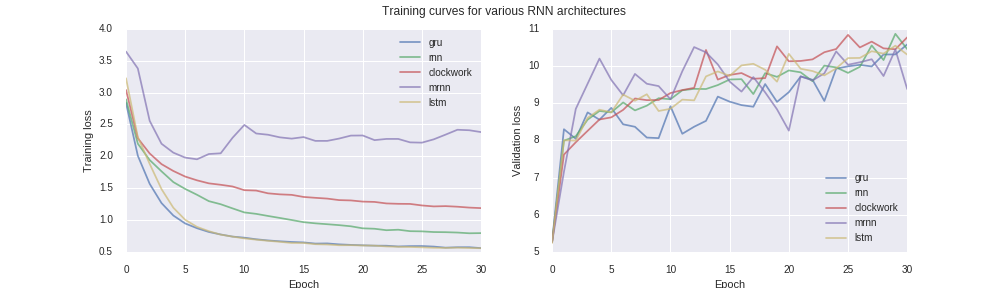 Training curves for various RNN architectures
Training loss
4.0
3.5
3.0
2.5
2.0
1.5
1.0
0.5
gru
rnn
clockwork
mrnn
lstm
0 5 10 15 20 25 30
Epoch
Validation loss
11
10
9
8
7
6
5
gru
rnn
clockwork
mrnn
lstm
0 5 10 15 20 25 30
Epoch